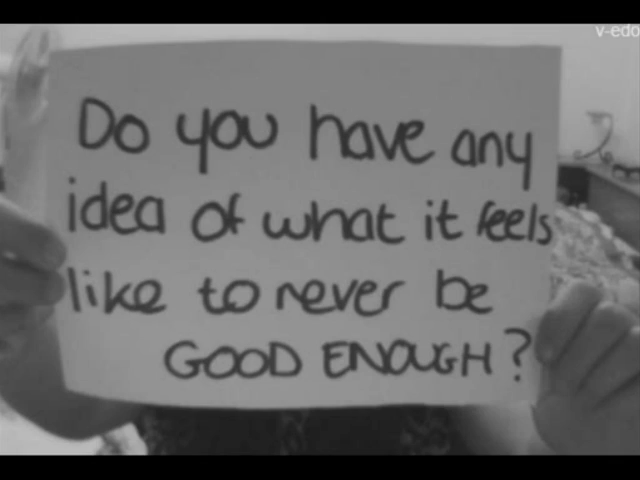 v-edo
Do you have any
idea of what it feels
like to never be
GOOD ENOUGH?